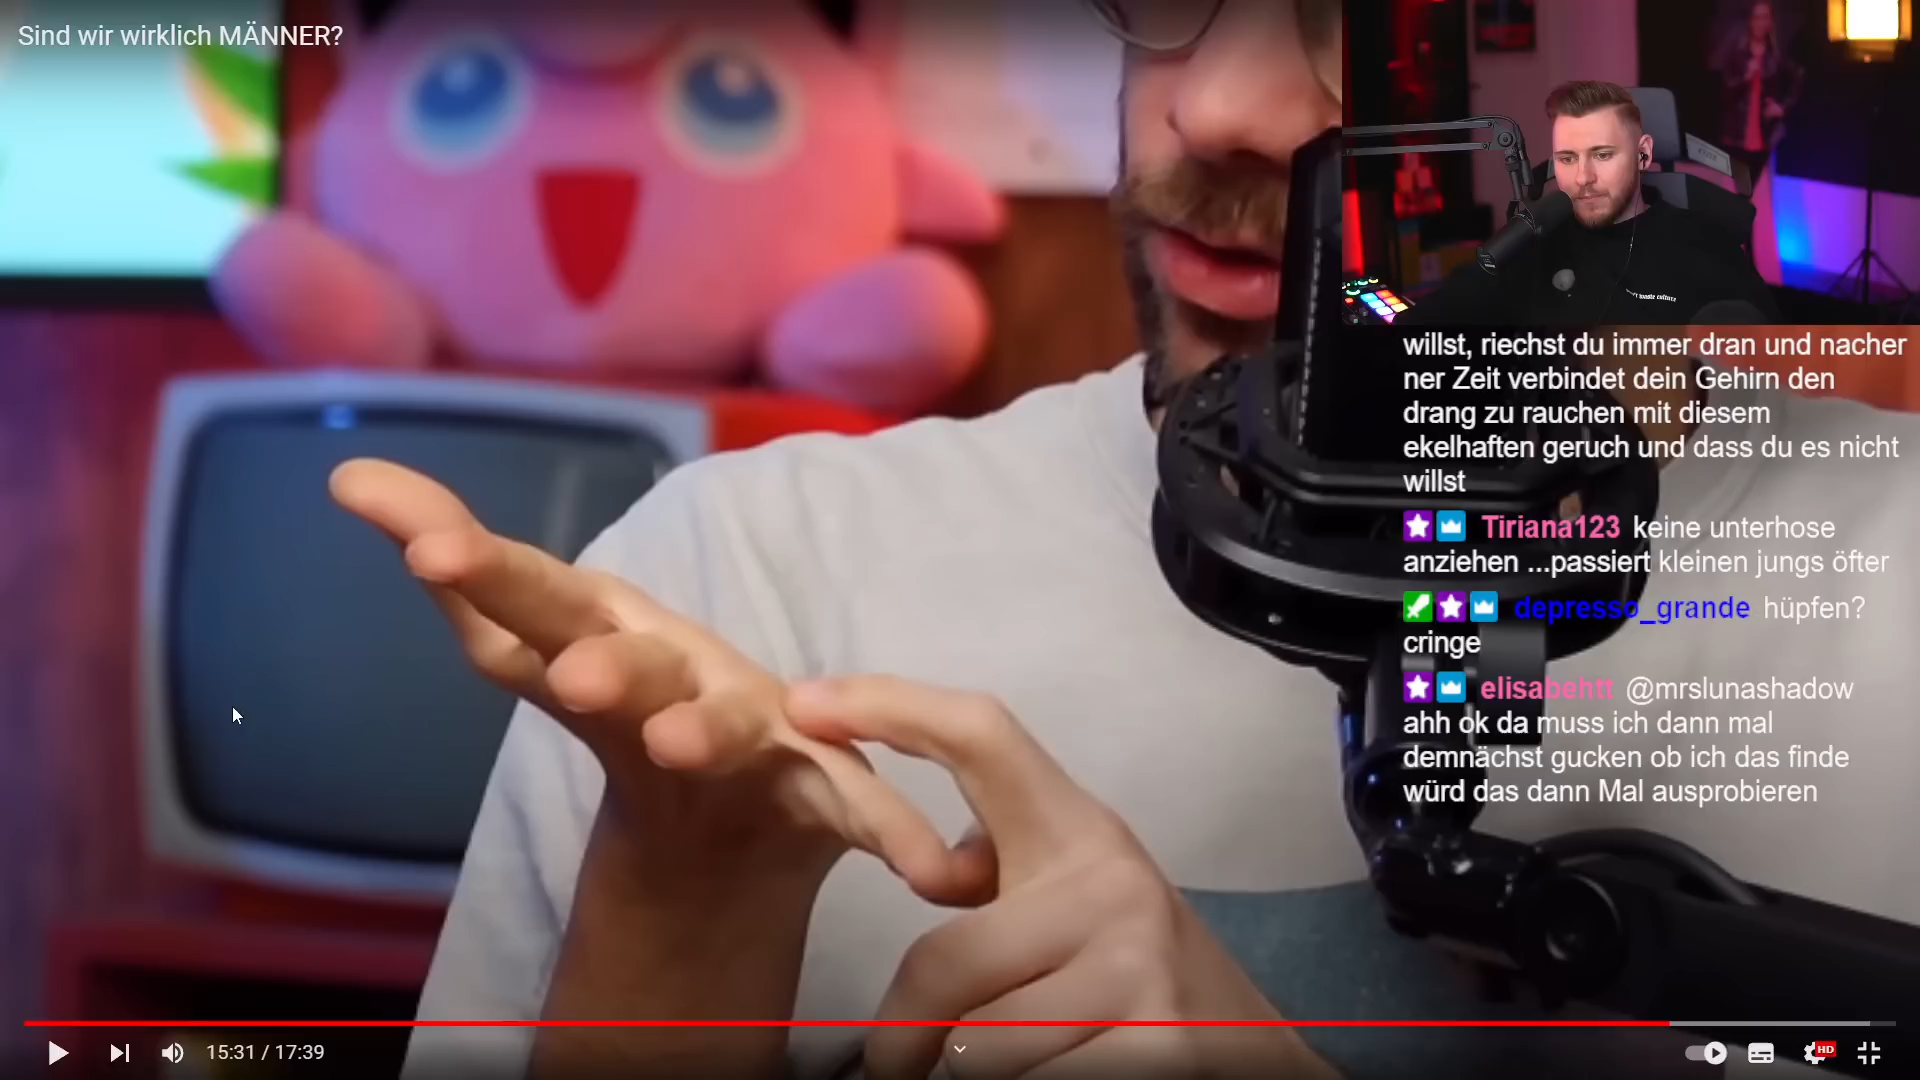 Sind wir wirklich MÄNNER?
willst, riechst du immer dran und nacher
ner Zeit verbindet dein Gehirn den
drang zu rauchen mit diesem
ekelhaften geruch und dass du es nicht
willst
Tiriana123 keine unterhose
anziehen ...passiert kleinen jungs öfter
depresso_grande hüpfen?
cringe
elisabehtt @mrslunashadow
ahh ok da muss ich dann mal
demnächst gucken ob ich das finde
würd das dann Mal ausprobieren
15:31 / 17:39
HD